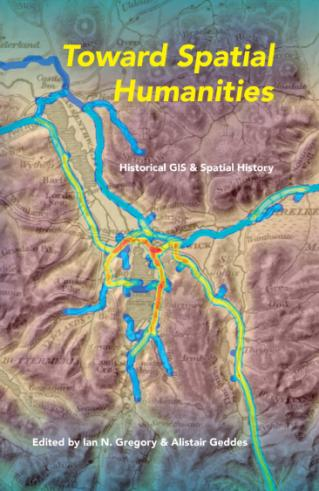 Toward Spatial
Humanities
Historical GIS & Spatial History
Edited by Ian N. Gregory & Alistair Geddes